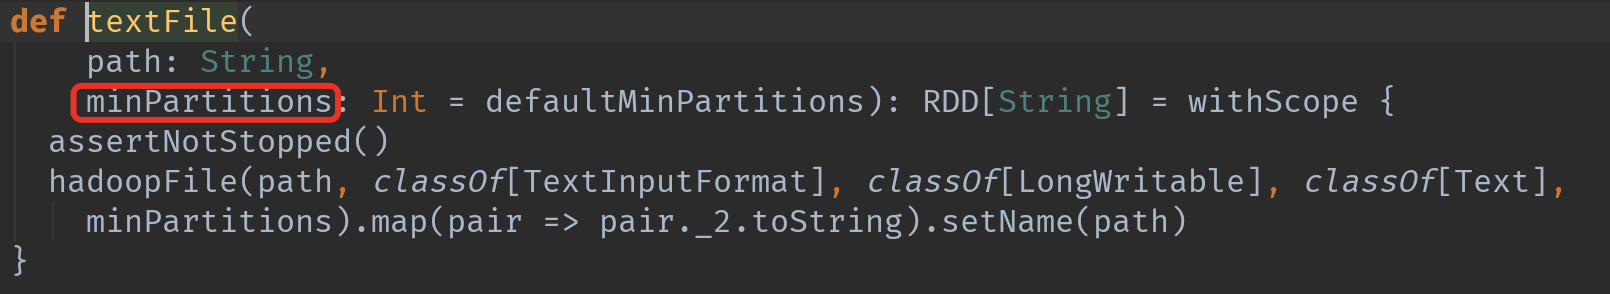 def textFile(
path: String,
minPartitions: Int = defaultMinPartitions): RDD[String] = withScope {
assertNotStopped()
hadoopFile(path, classOf[TextInputFormat], classOf[LongWritable], classOf[Text],
minPartitions).map(pair => pair._2.toString).setName(path)
}